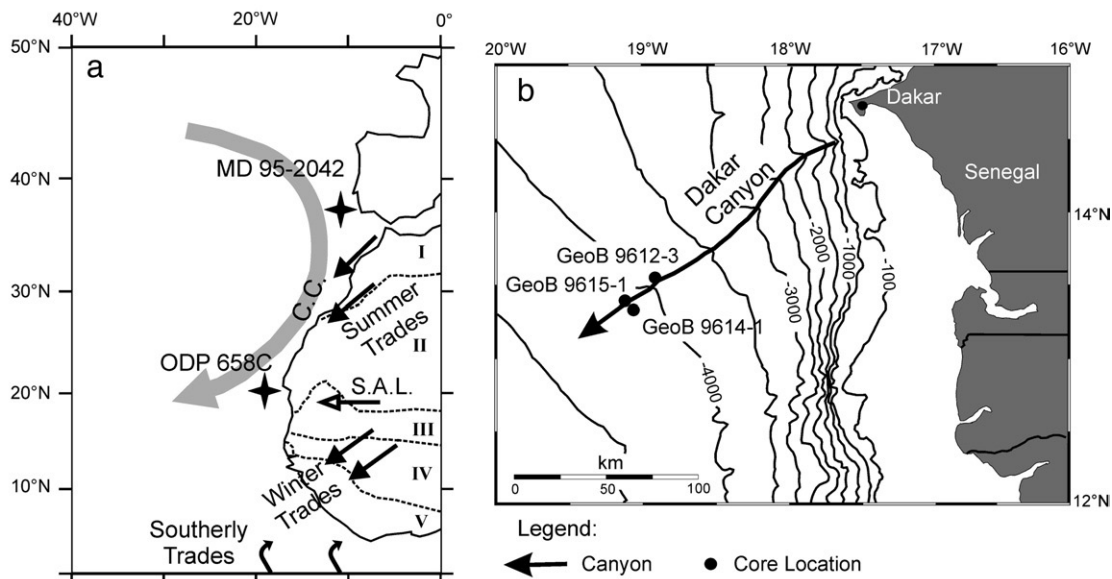 40°W
20°W
0°
50°N
a
MD 95-2042
40°N
I
C.C.
30°N
Summer
Trades
II
ODP 658C
20°N
S.A.L.
III
Winter
Trades
IV
10°N
V
Southerly
Trades
20°W
19°W
18°W
17°W
16°W
b
Dakar
Senegal
Dakar
Canyon
14°N
GeoB 9612-3
GeoB 9615-1
GeoB 9614-1
-100
-1000
-2000
-3000
-4000
km
0
50
100
12°N
Legend:
Canyon
Core Location